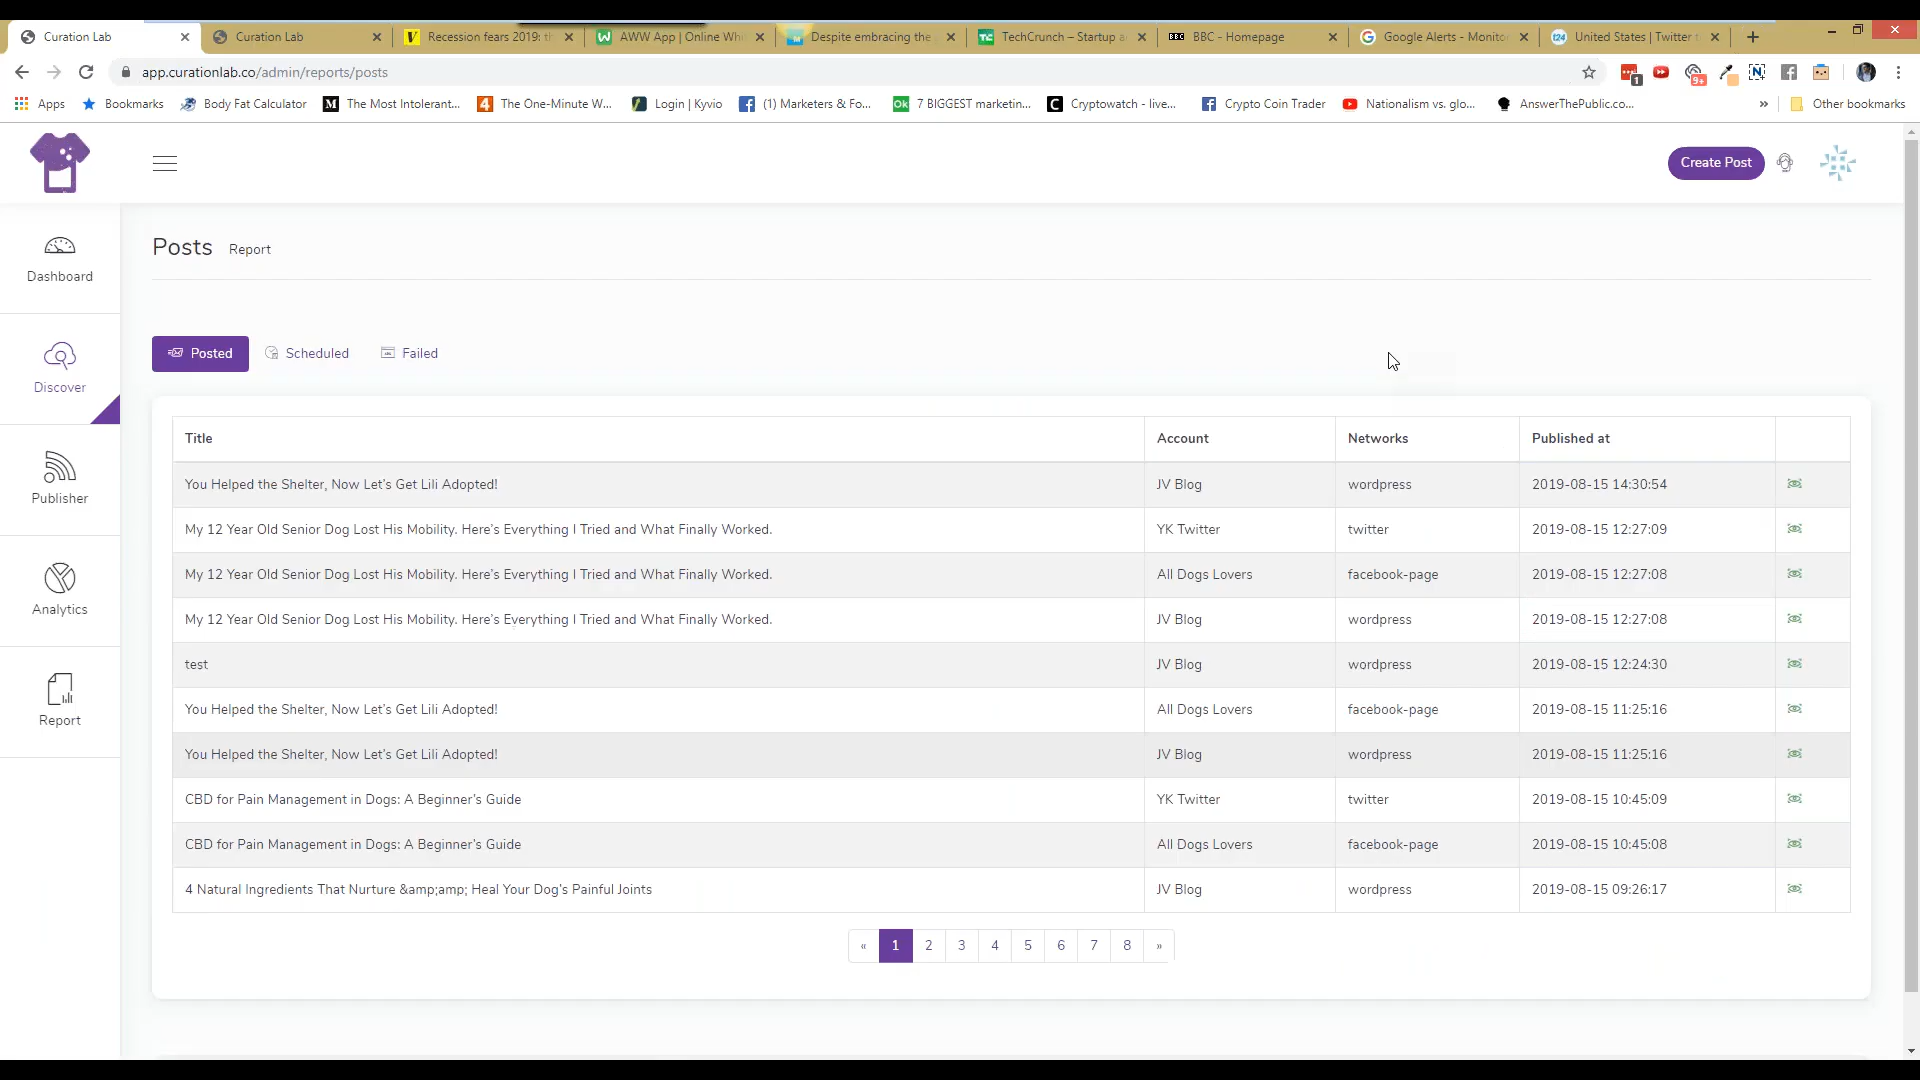 Curation Lab
Curation Lab
Recession fears 2019: t
AWW App | Online Whi
Despite embracing the
TechCrunch – Startup a
BBC - Homepage
Google Alerts - Monito
United States | Twitter
app.curationlab.co/admin/reports/posts
1
9+
Apps
Bookmarks
Body Fat Calculator
The Most Intolerant...
The One-Minute W...
Login | Kyvio
(1) Marketers & Fo...
7 BIGGEST marketin...
Cryptowatch - live...
Crypto Coin Trader
Nationalism vs. glo...
AnswerThePublic.co...
»
Other bookmarks
Create Post
Dashboard
Discover
Publisher
Analytics
Report
Posts Report
Posted
Scheduled
Failed
Title Account Networks Published at
You Helped the Shelter, Now Let's Get Lili Adopted! JV Blog wordpress 2019-08-15 14:30:54
My 12 Year Old Senior Dog Lost His Mobility. Here's Everything I Tried and What Finally Worked. YK Twitter twitter 2019-08-15 12:27:09
My 12 Year Old Senior Dog Lost His Mobility. Here's Everything I Tried and What Finally Worked. All Dogs Lovers facebook-page 2019-08-15 12:27:08
My 12 Year Old Senior Dog Lost His Mobility. Here's Everything I Tried and What Finally Worked. JV Blog wordpress 2019-08-15 12:27:08
test JV Blog wordpress 2019-08-15 12:24:30
You Helped the Shelter, Now Let's Get Lili Adopted! All Dogs Lovers facebook-page 2019-08-15 11:25:16
You Helped the Shelter, Now Let's Get Lili Adopted! JV Blog wordpress 2019-08-15 11:25:16
CBD for Pain Management in Dogs: A Beginner's Guide YK Twitter twitter 2019-08-15 10:45:09
CBD for Pain Management in Dogs: A Beginner's Guide All Dogs Lovers facebook-page 2019-08-15 10:45:08
4 Natural Ingredients That Nurture &amp;amp; Heal Your Dog's Painful Joints JV Blog wordpress 2019-08-15 09:26:17
« 1 2 3 4 5 6 7 8 »